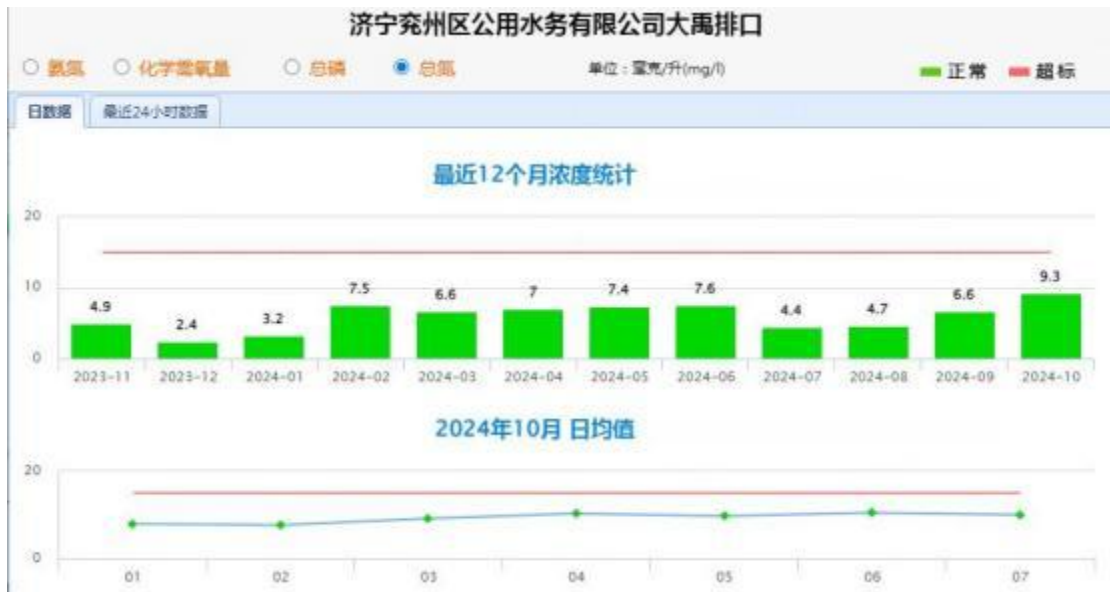 济宁兖州区公用水务有限公司大禹排口
氨氮 化学需氧量 总磷 总氮 单位：毫克/升(mg/l) 正常 超标
日数据 最近24小时数据
最近12个月浓度统计
20
10
0
4.9 2.4 3.2 7.5 6.6 7 7.4 7.6 4.4 4.7 6.6 9.3
2023-11 2023-12 2024-01 2024-02 2024-03 2024-04 2024-05 2024-06 2024-07 2024-08 2024-09 2024-10
2024年10月 日均值
20
0
01 02 03 04 05 06 07